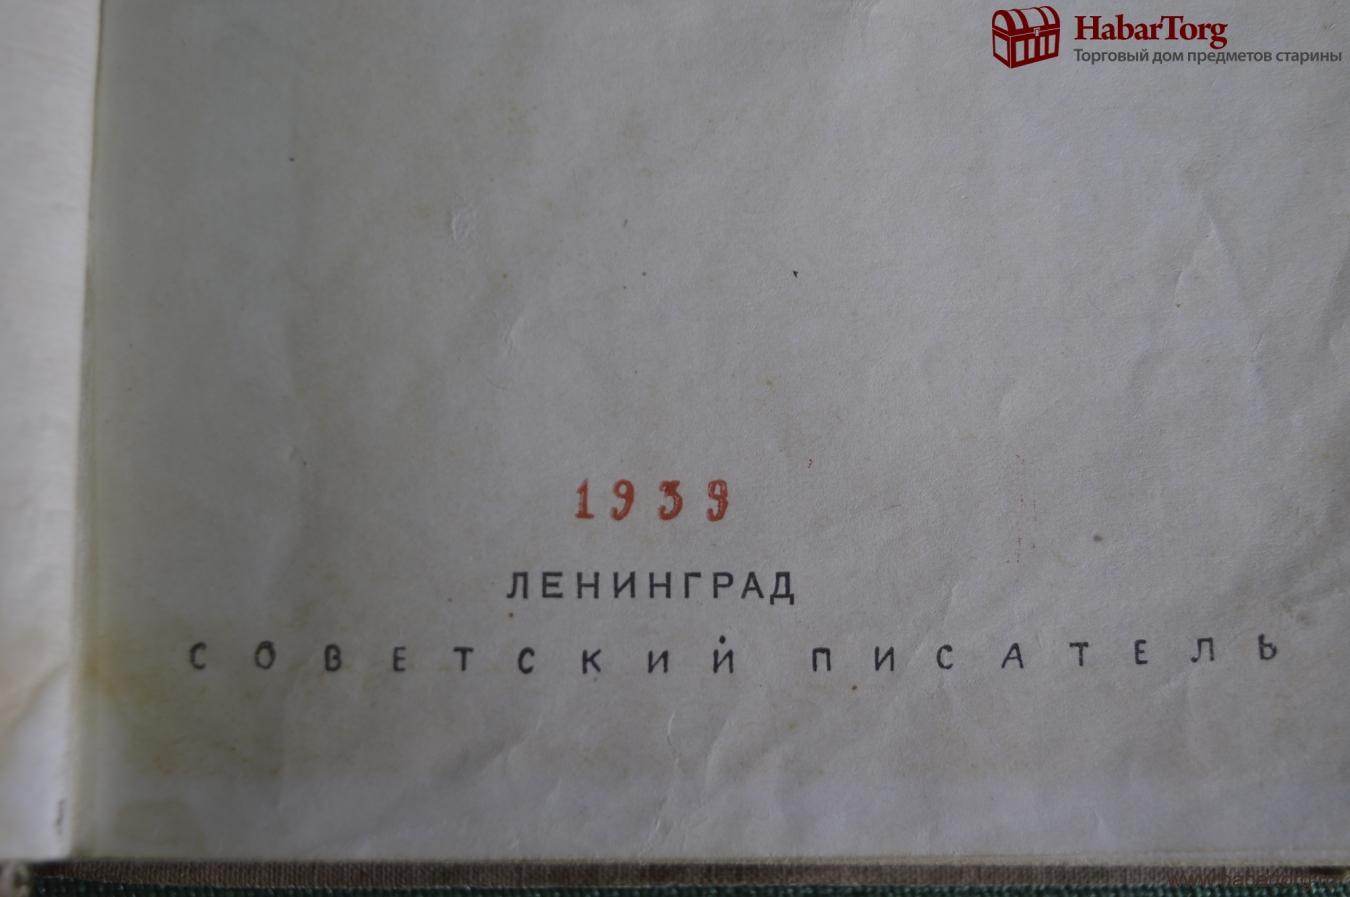 HabarTorg
Торговый дом предметов старины
1939
ЛЕНИНГРАД
СОВЕТСКИЙ ПИСАТЕЛЬ